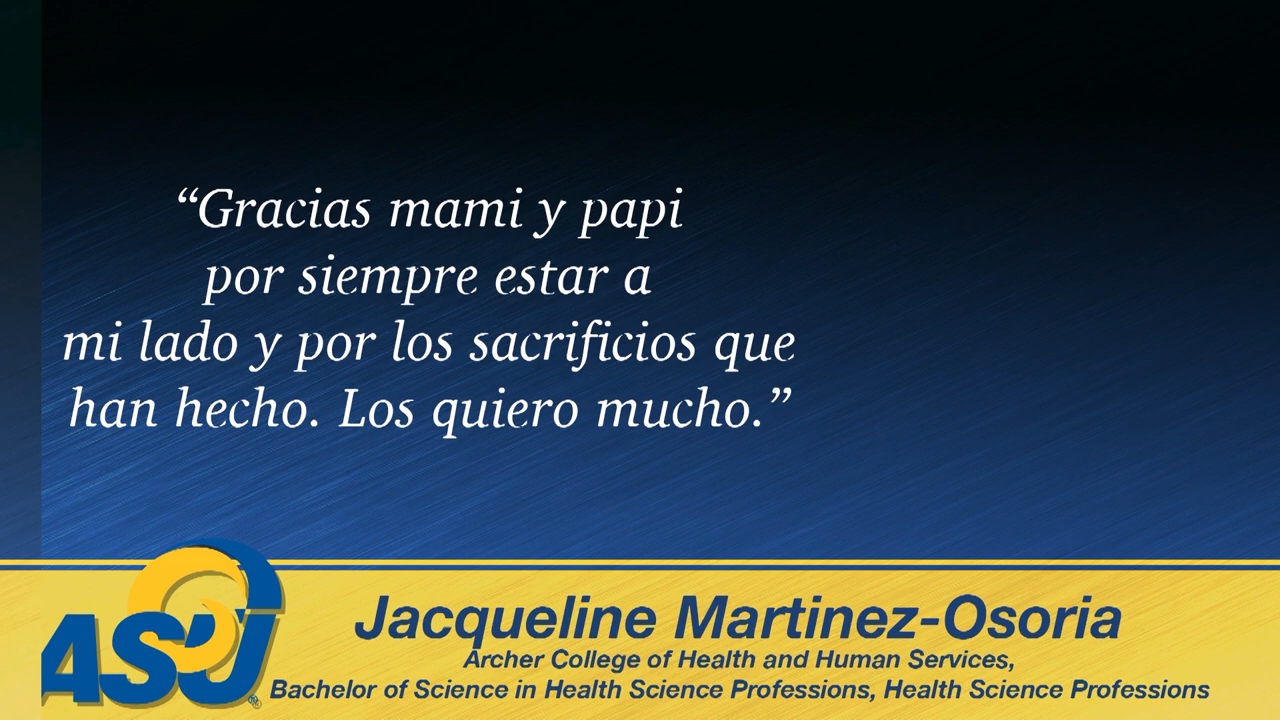 “Gracias mami y papi
por siempre estar a
mi lado y por los sacrificios que
han hecho. Los quiero mucho.”
ASU
®
Jacqueline Martinez-Osoria
Archer College of Health and Human Services,
Bachelor of Science in Health Science Professions, Health Science Professions